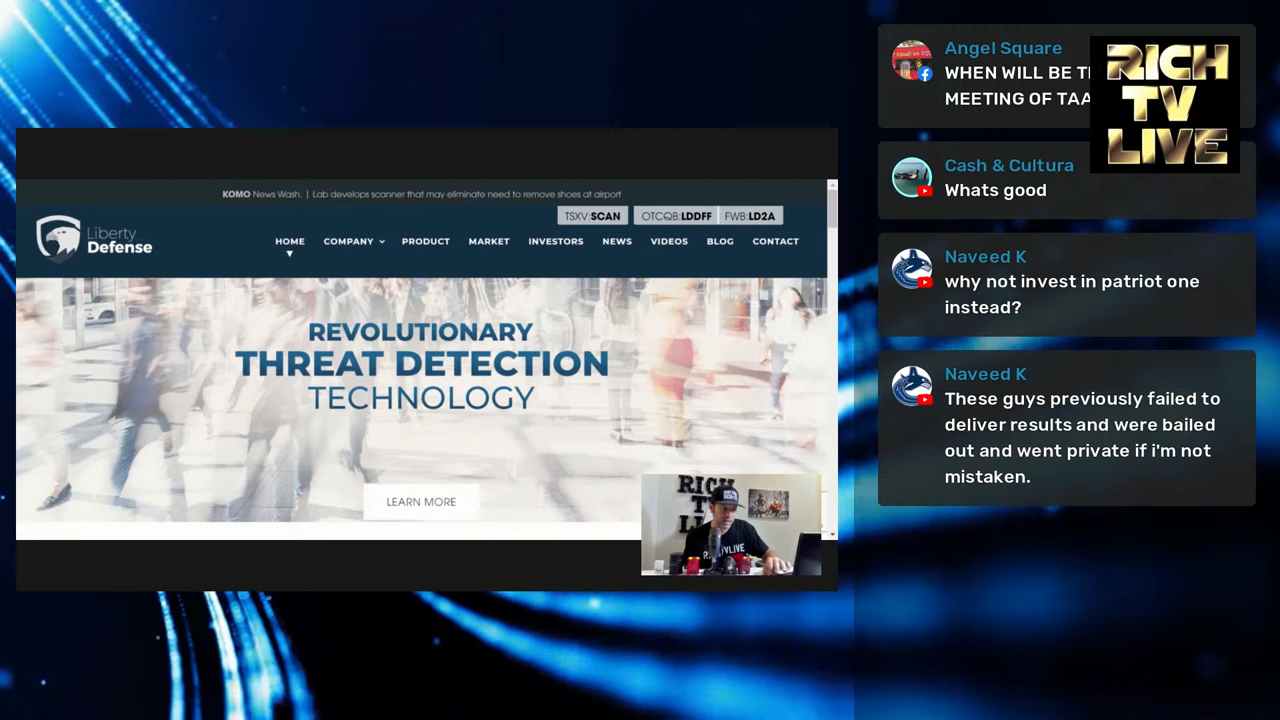 KOMO News Wash. | Lab develops scanner that may eliminate need to remove shoes at airport
TSXV:SCAN OTCQB:LDDFF FWB:LD2A
Liberty
Defense
HOME COMPANY PRODUCT MARKET INVESTORS NEWS VIDEOS BLOG CONTACT
REVOLUTIONARY
THREAT DETECTION
TECHNOLOGY
LEARN MORE
RICH
TV
Angel Square
WHEN WILL BE
MEETING OF
RICH
TV
LIVE
Cash & Cultura
Whats good
Naveed K
why not invest in patriot one
instead?
Naveed K
These guys previously failed to
deliver results and were bailed
out and went private if i'm not
mistaken.